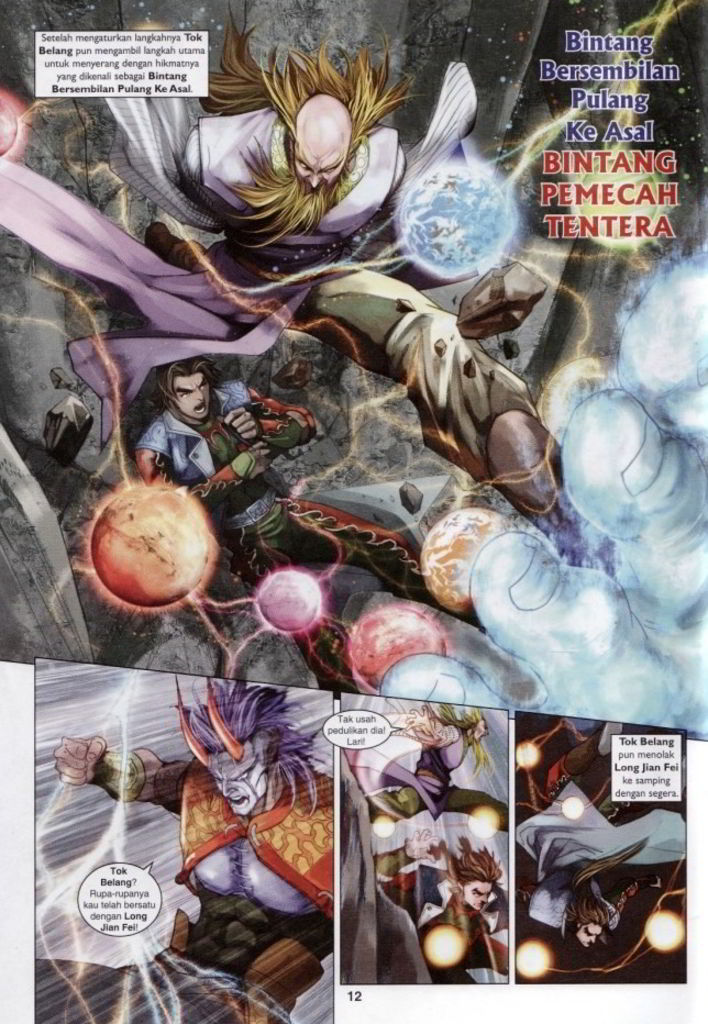 Setelah mengaturkan langkahnya Tok
Belang pun mengambil langkah utama
untuk menyerang dengan hikmatnya
yang dikenali sebagai Bintang
Bersembilan Pulang Ke Asal.
Bintang
Bersembilan
Pulang
Ke Asal
BINTANG
PEMECAH
TENTERA
Tok
Belang?
Rupa-rupanya
kau telah bersatu
dengan Long
Jian Fei!
Tak usah
pedulikan dia!
Lari!
Tok Belang
pun menolak
Long Jian Fei
ke samping
dengan segera.
12